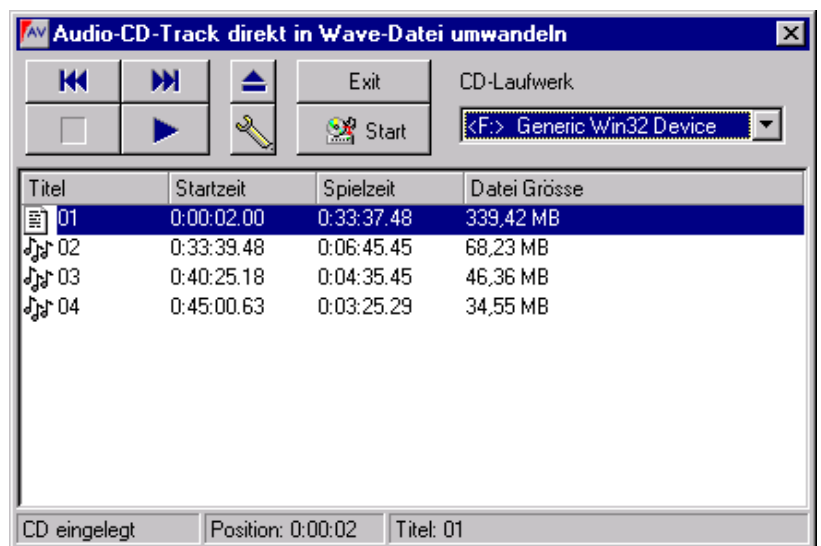 AV Audio-CD-Track direkt in Wave-Datei umwandeln
Exit CD-Laufwerk
Start <F:> Generic Win32 Device
Titel Startzeit Spielzeit Datei Grösse
01 0:00:02.00 0:33:37.48 339,42 MB
02 0:33:39.48 0:06:45.45 68,23 MB
03 0:40:25.18 0:04:35.45 46,36 MB
04 0:45:00.63 0:03:25.29 34,55 MB
CD eingelegt Position: 0:00:02 Titel: 01